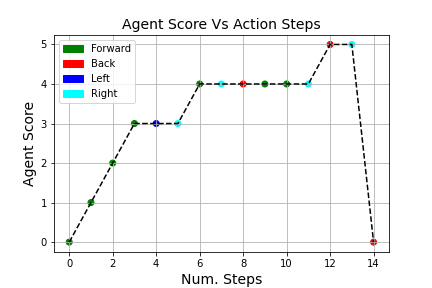 Agent Score Vs Action Steps
Forward
Back
Left
Right
5
4
3
2
1
0
Agent Score
0 2 4 6 8 10 12 14
Num. Steps